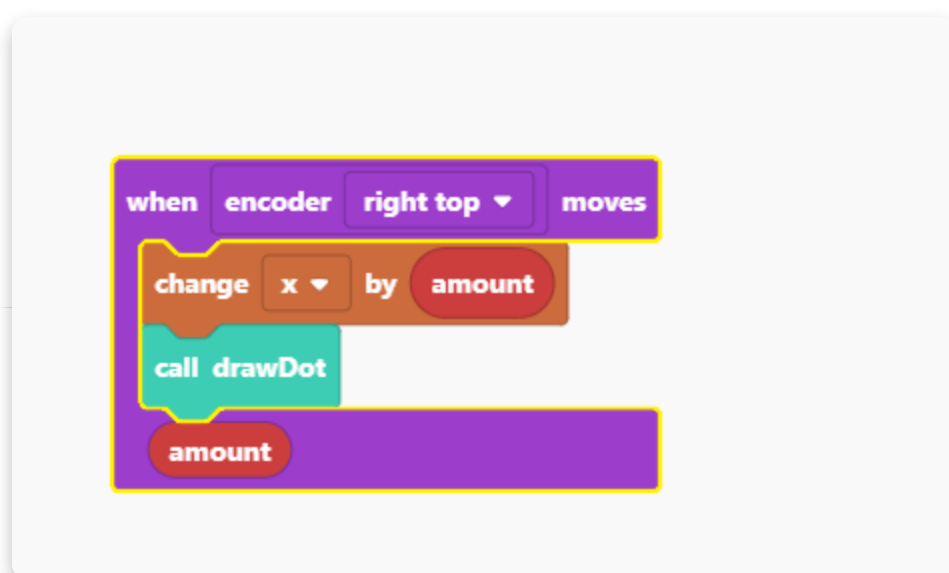 when encoder right top moves
change x by amount
call drawDot
amount